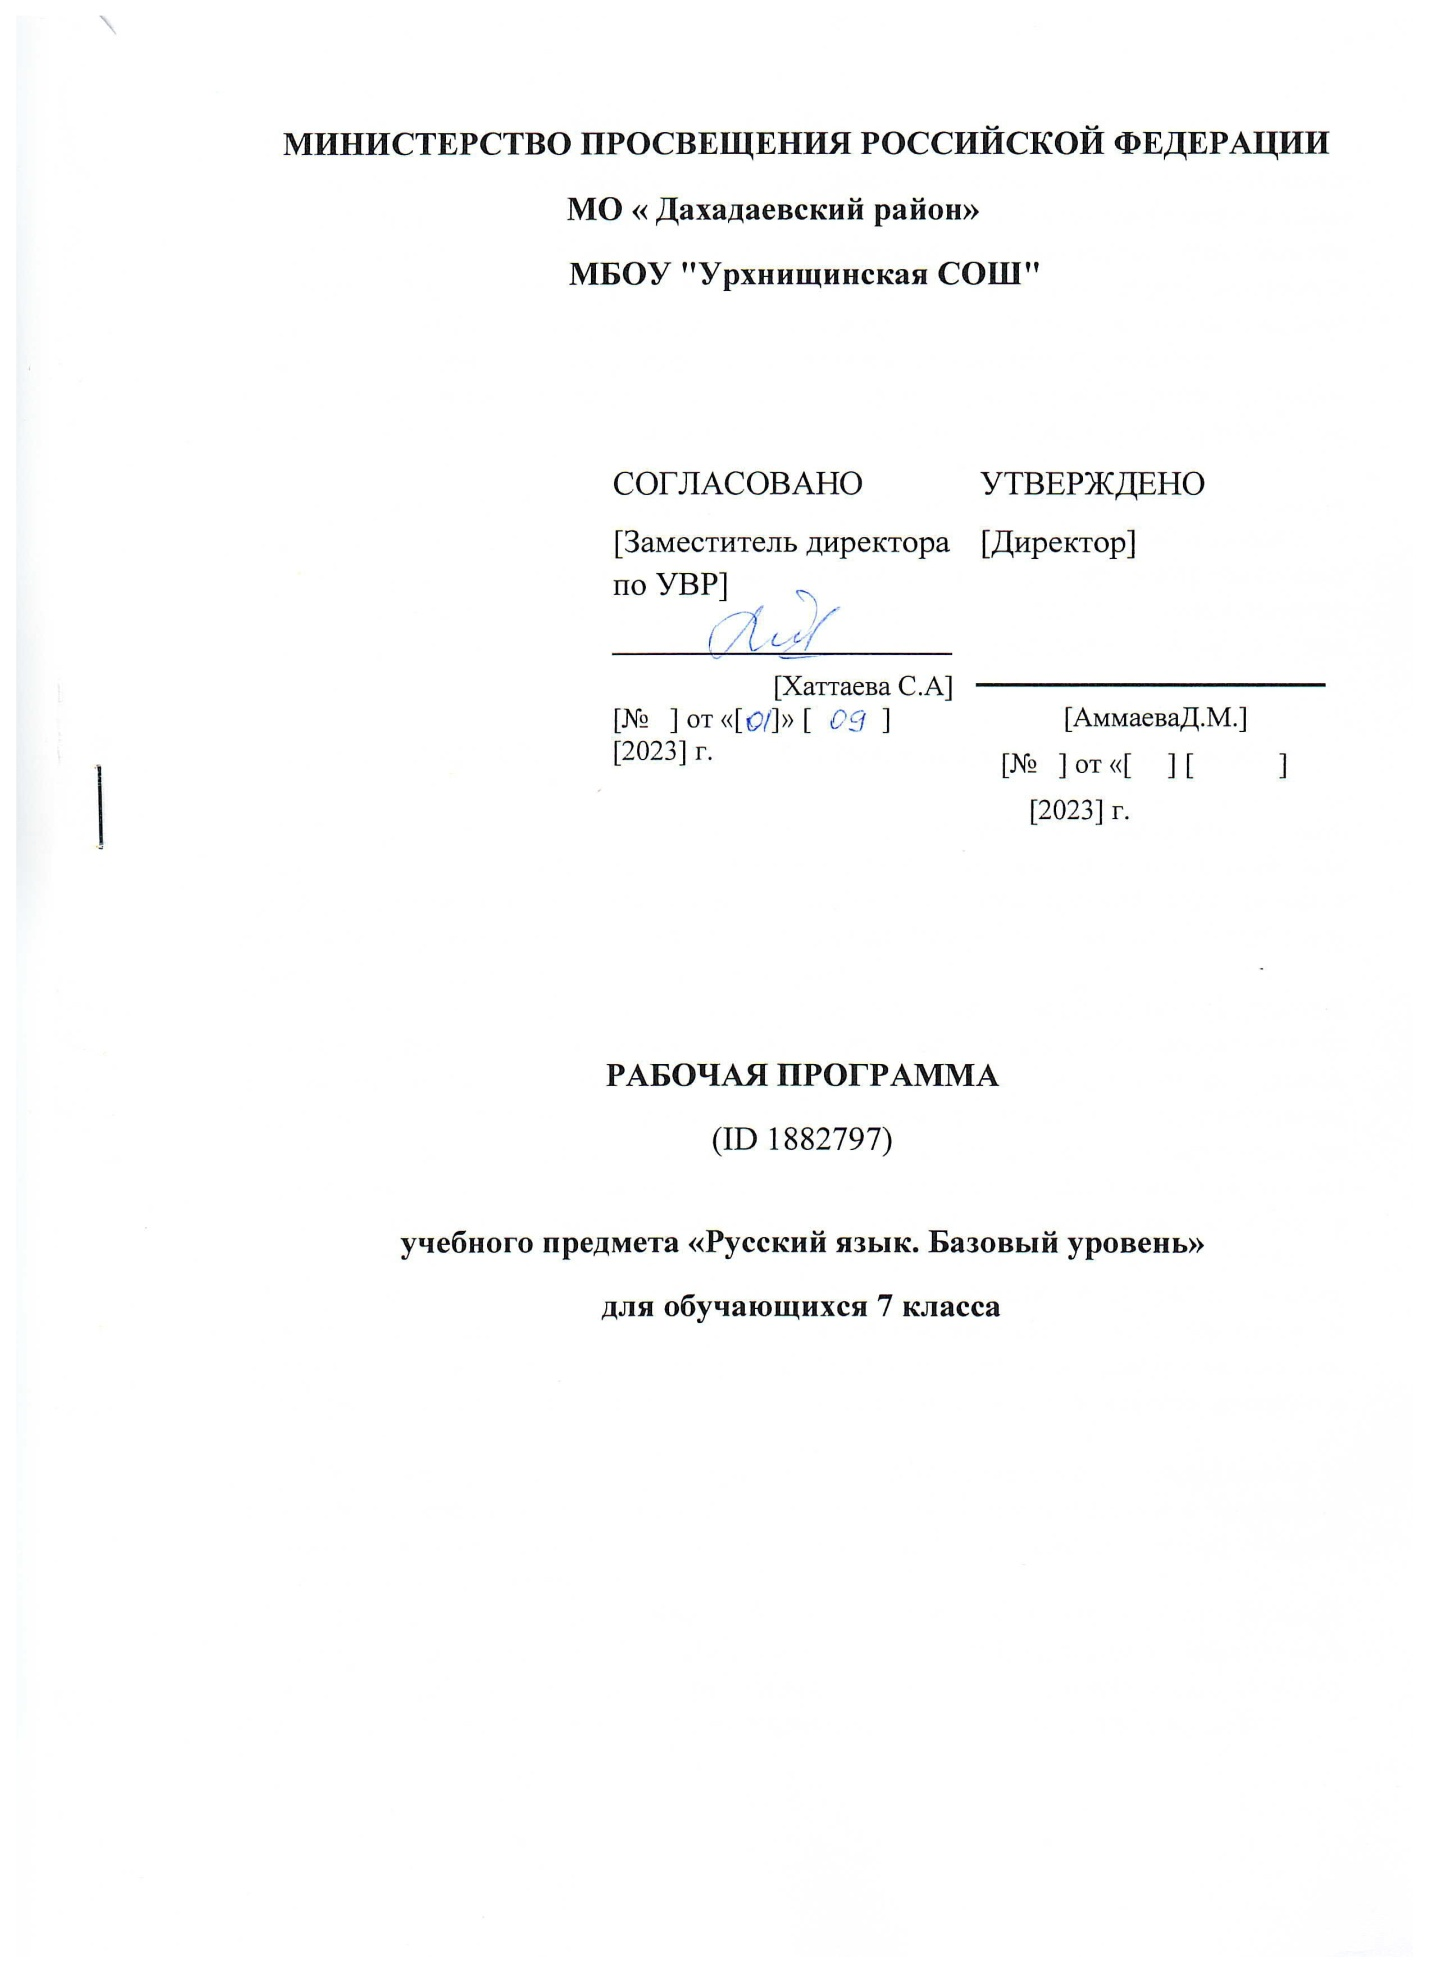 МИНИСТЕРСТВО ПРОСВЕЩЕНИЯ РОССИЙСКОЙ ФЕДЕРАЦИИ
МО « Дахадаевский район»
МБОУ "Урхнищинская СОШ"
СОГЛАСОВАНО
[Заместитель директора
по УВР]
[Хаттаева С.А]
[№ ] от «[01]» [ 09 ]
[2023] г.
УТВЕРЖДЕНО
[Директор]
[АммаеваД.М.]
[№ ] от «[ ] [ ]
[2023] г.
РАБОЧАЯ ПРОГРАММА
(ID 1882797)
учебного предмета «Русский язык. Базовый уровень»
для обучающихся 7 класса